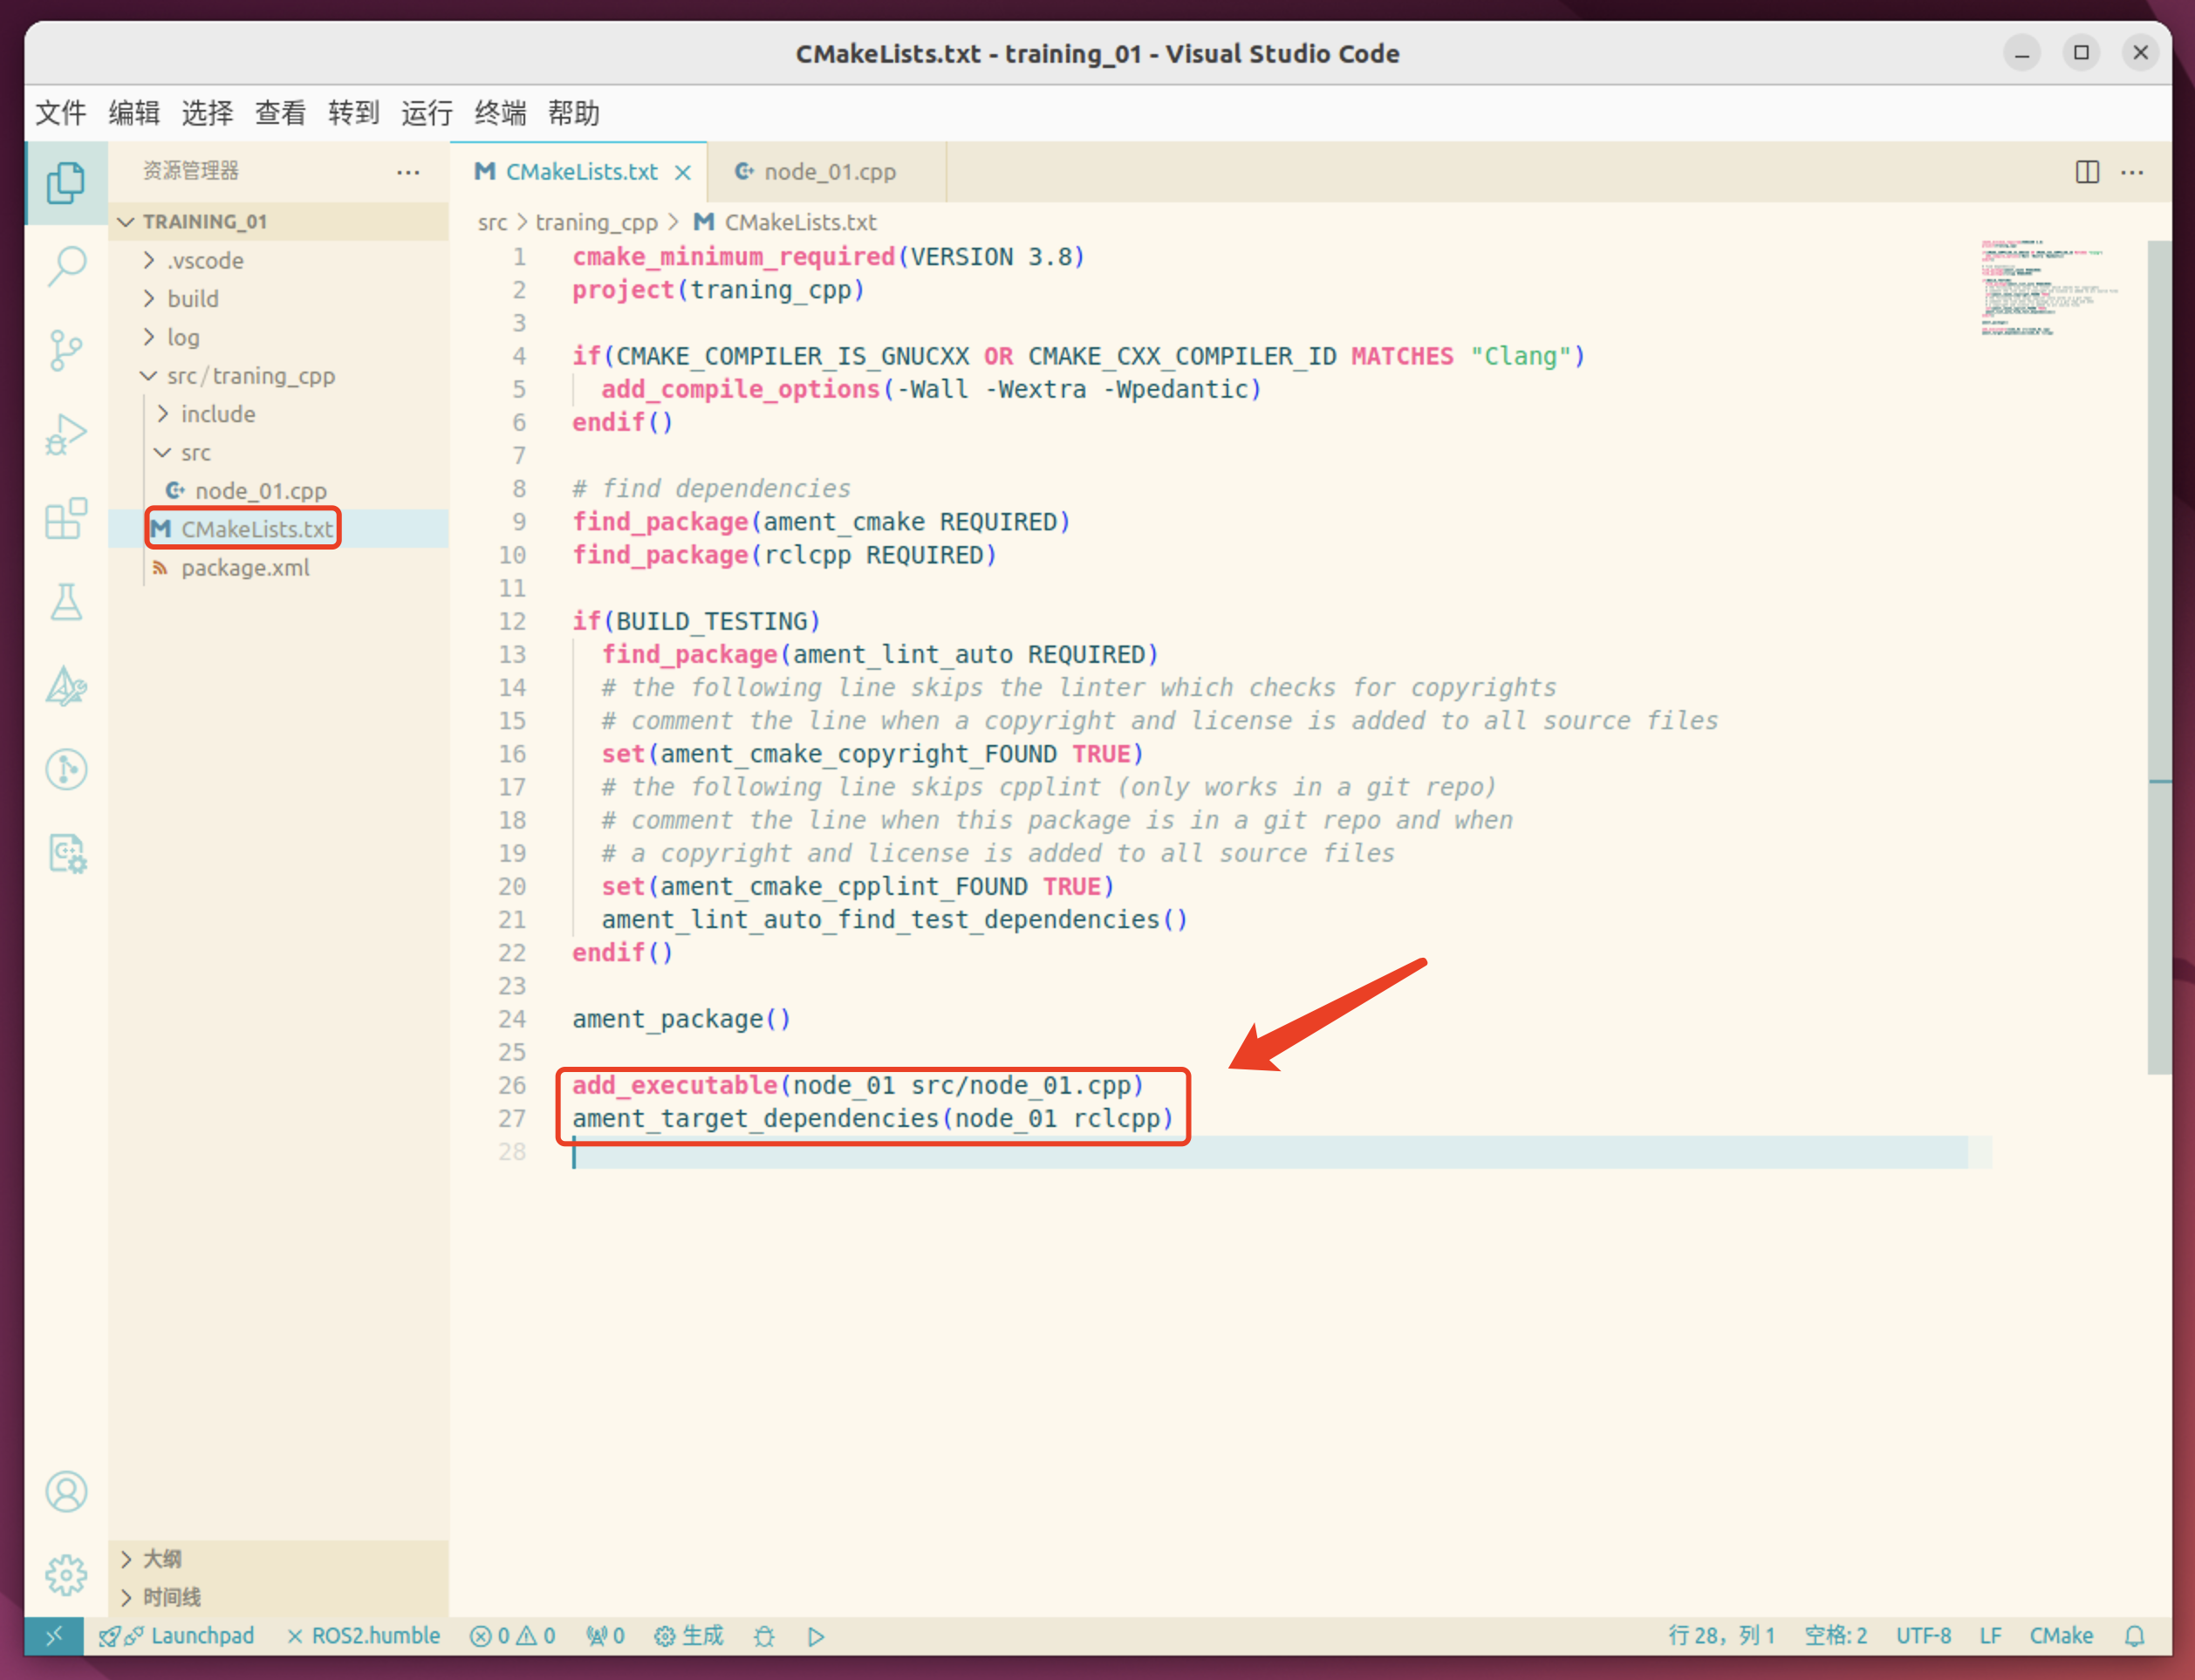 CMakeLists.txt - training_01 - Visual Studio Code
文件 编辑 选择 查看 转到 运行 终端 帮助
资源管理器
TRAINING_01
.vscode
build
log
src/traning_cpp
include
src
node_01.cpp
CMakeLists.txt
package.xml
大纲
时间线
CMakeLists.txt
node_01.cpp
src > traning_cpp > CMakeLists.txt
1 cmake_minimum_required(VERSION 3.8)
2 project(traning_cpp)
3
4 if(CMAKE_COMPILER_IS_GNUCXX OR CMAKE_CXX_COMPILER_ID MATCHES "Clang")
5 add_compile_options(-Wall -Wextra -Wpedantic)
6 endif()
7
8 # find dependencies
9 find_package(ament_cmake REQUIRED)
10 find_package(rclcpp REQUIRED)
11
12 if(BUILD_TESTING)
13 find_package(ament_lint_auto REQUIRED)
14 # the following line skips the linter which checks for copyrights
15 # comment the line when a copyright and license is added to all source files
16 set(ament_cmake_copyright_FOUND TRUE)
17 # the following line skips cpplint (only works in a git repo)
18 # comment the line when this package is in a git repo and when
19 # a copyright and license is added to all source files
20 set(ament_cmake_cpplint_FOUND TRUE)
21 ament_lint_auto_find_test_dependencies()
22 endif()
23
24 ament_package()
25
26 add_executable(node_01 src/node_01.cpp)
27 ament_target_dependencies(node_01 rclcpp)
28
Launchpad ROS2.humble 0 0 0 生成 行 28，列 1 空格: 2 UTF-8 LF CMake